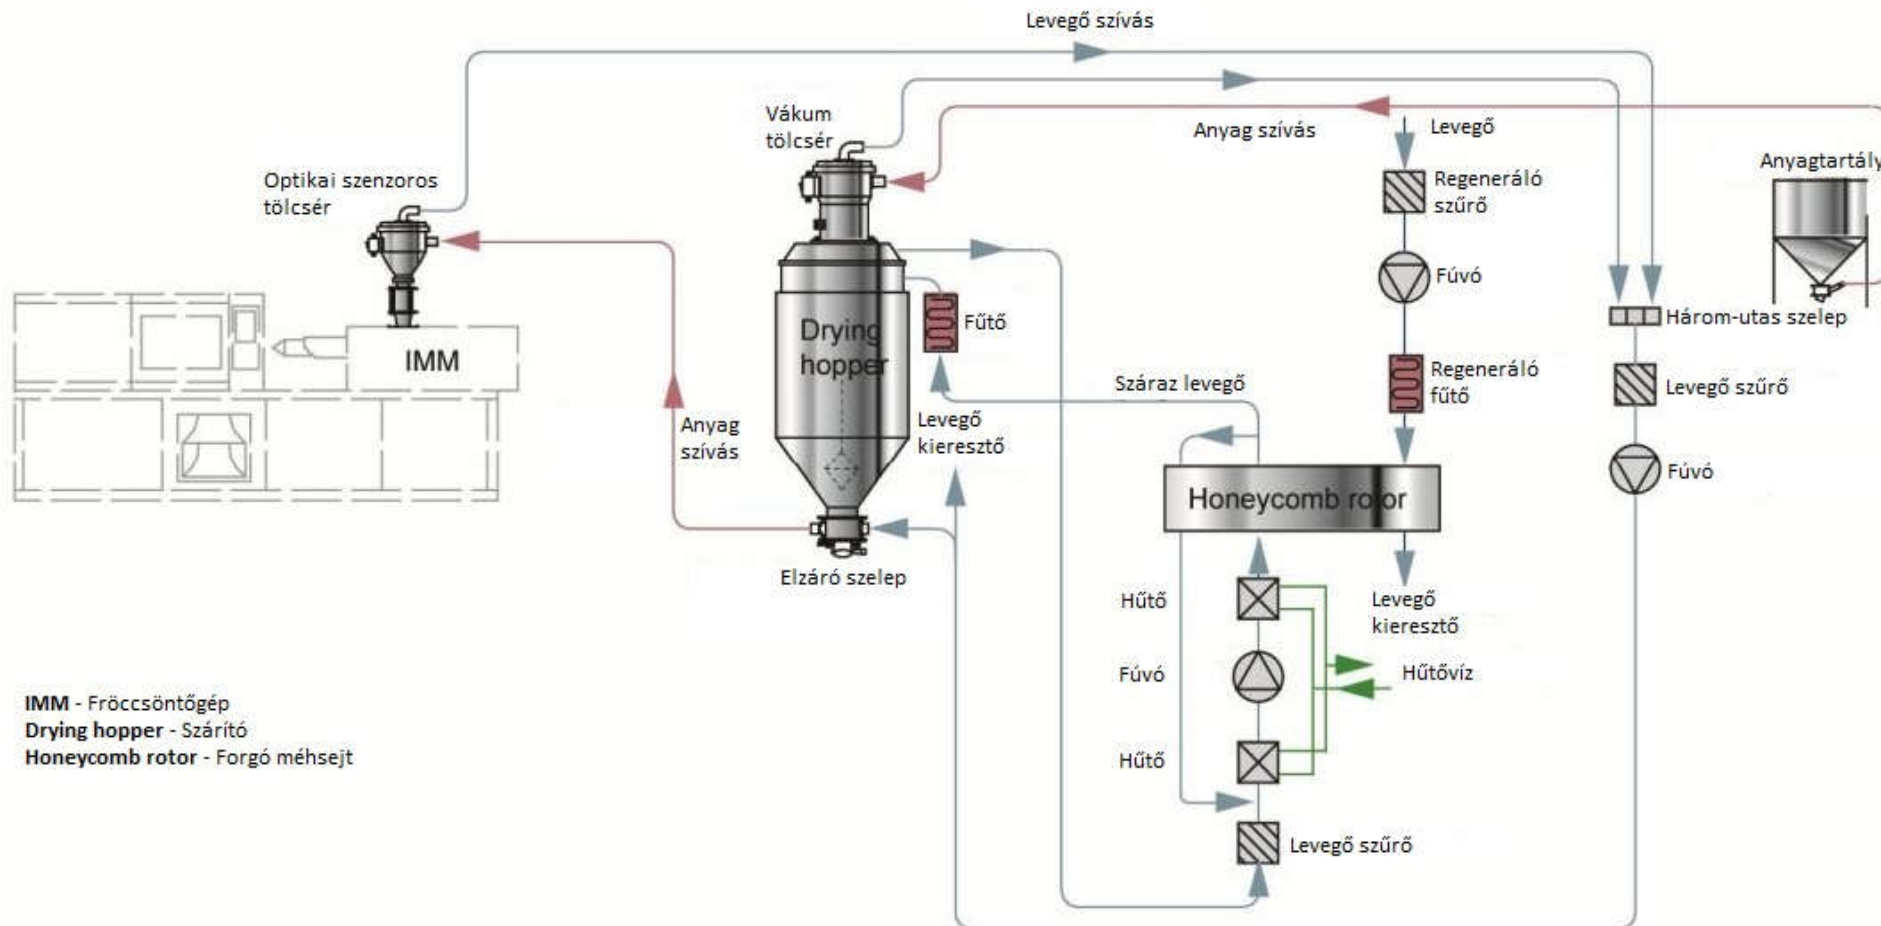 Levegő szívás
Vákum
tölcsér
Anyag szívás
Levegő
Anyagtartály
Optikai szenzoros
tölcsér
Regeneráló
szűrő
Fúvó
Három-utas szelep
Fűtő
Drying
hopper
IMM
Száraz levegő
Regeneráló
fűtő
Levegő szűrő
Anyag
szívás
Levegő
kieresztő
Fúvó
Honeycomb rotor
Elzáró szelep
Hűtő
Levegő
kieresztő
Fúvó
Hűtővíz
Hűtő
Levegő szűrő
IMM - Fröccsöntőgép
Drying hopper - Szárító
Honeycomb rotor - Forgó méhsejt